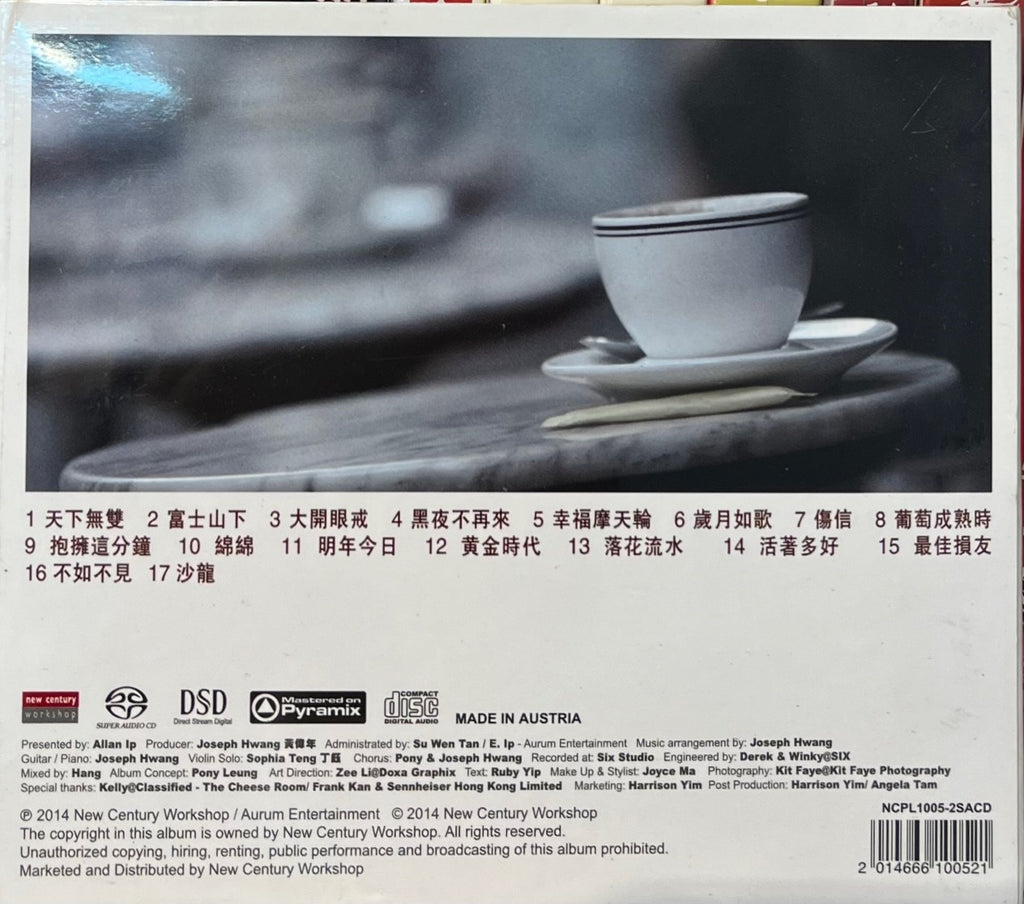 1 天下無雙 2 富士山下 3 大開眼戒 4 黑夜不再來 5 幸福摩天輪 6 歲月如歌 7 傷信 8 葡萄成熟時
9 抱擁這分鐘 10 綿綿 11 明年今日 12 黄金時代 13 落花流水 14 活著多好 15 最佳損友
16 不如不見 17 沙龍
new century
workshop
SUPER AUDIO CD
DSD
Direct Stream Digital
Mastered on
Pyramix
COMPACT
disc
DIGITAL AUDIO
MADE IN AUSTRIA
Presented by: Allan Ip Producer: Joseph Hwang 黃偉年 Administrated by: Su Wen Tan / E. Ip - Aurum Entertainment Music arrangement by: Joseph Hwang
Guitar / Piano: Joseph Hwang Violin Solo: Sophia Teng 丁莊 Chorus: Pony & Joseph Hwang Recorded at: Six Studio Engineered by: Derek & Winky@SIX
Mixed by: Hang Album Concept: Pony Leung Art Direction: Zee Li@Doxa Graphix Text: Ruby Yip Make Up & Stylist: Joyce Ma Photography: Kit Faye@Kit Faye Photography
Special thanks: Kelly@Classified - The Cheese Room/ Frank Kan & Sennheiser Hong Kong Limited Marketing: Harrison Yim Post Production: Harrison Yim/ Angela Tam
℗ 2014 New Century Workshop / Aurum Entertainment © 2014 New Century Workshop
The copyright in this album is owned by New Century Workshop. All rights reserved.
Unauthorized copying, hiring, renting, public performance and broadcasting of this album prohibited.
Marketed and Distributed by New Century Workshop
NCPL1005-2SACD
2 014666 100521